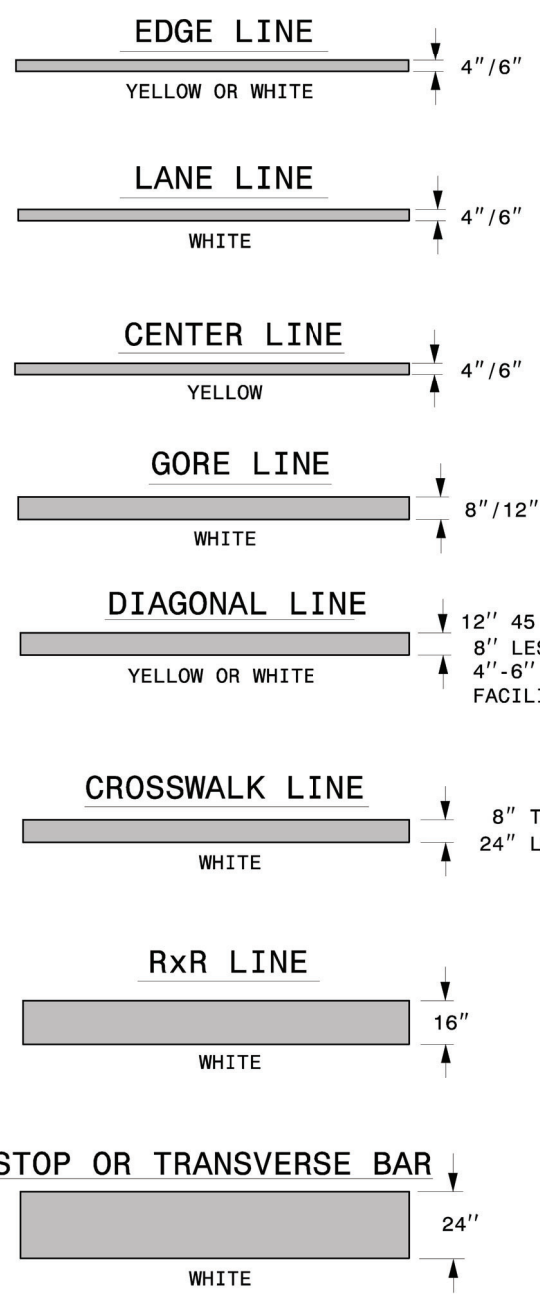 EDGE LINE
4"/6"
YELLOW OR WHITE
LANE LINE
4"/6"
WHITE
CENTER LINE
4"/6"
YELLOW
GORE LINE
8"/12"
WHITE
DIAGONAL LINE
12" 45
8"
4"-6"
YELLOW OR WHITE
CROSSWALK LINE
8"
24"
WHITE
RxR LINE
16"
WHITE
STOP OR TRANSVERSE BAR
24"
WHITE